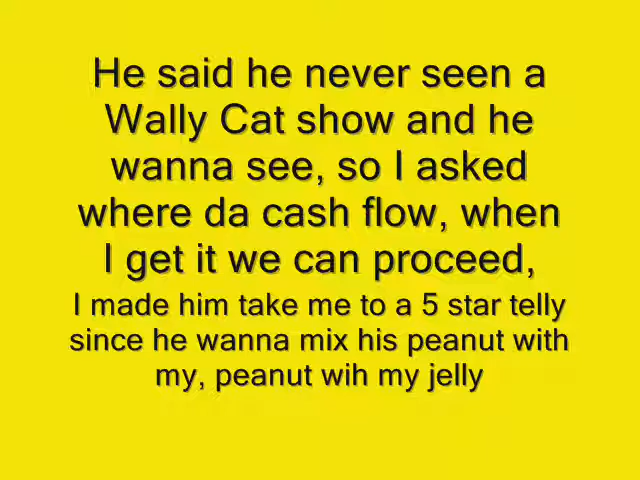 He said he never seen a
Wally Cat show and he
wanna see, so I asked
where da cash flow, when
I get it we can proceed,
I made him take me to a 5 star telly
since he wanna mix his peanut with
my, peanut wih my jelly